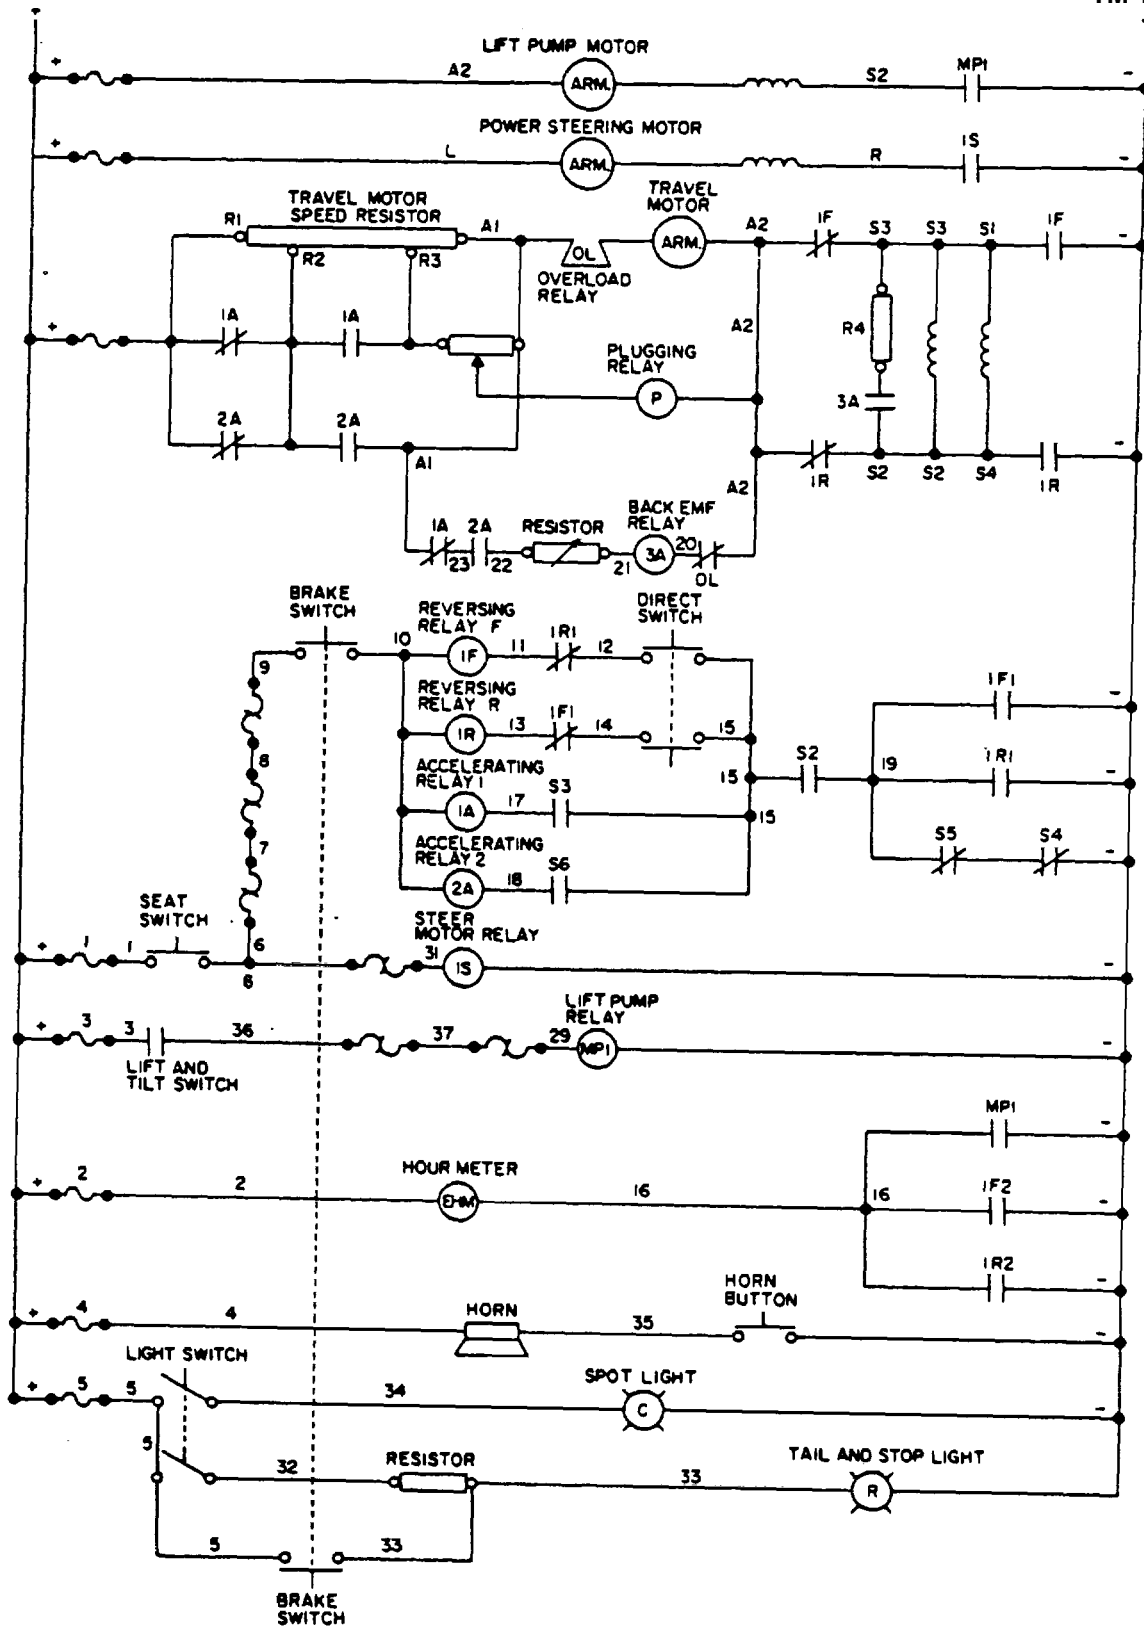 LIFT PUMP MOTOR
+ A2 ARM. S2 MP1 -
POWER STEERING MOTOR
+ L ARM. R 1S -
TRAVEL MOTOR
SPEED RESISTOR
TRAVEL
MOTOR
R1 A1 ARM. A2 1F S3 S3 S1 1F -
R2 R3 OL
OVERLOAD
RELAY
+ 1A 1A A2 R4
PLUGGING
RELAY
P 3A
2A 2A
A1 1R S2 S2 S4 1R -
A2
BACK EMF
RELAY
1A 2A RESISTOR 3A 20
23 22 21 OL
BRAKE
SWITCH
DIRECT
SWITCH
REVERSING
RELAY F
10 1F 11 1R1 12
9
REVERSING
RELAY R
1R 13 1F1 14 15
1F1 -
8
ACCELERATING
RELAY 1
1A 17 S3 15 S2 19 1R1 -
15
7
ACCELERATING
RELAY 2
2A 18 S6 S5 S4 -
SEAT
SWITCH
STEER
MOTOR RELAY
+ 1 1 6 31 1S -
6
LIFT PUMP
RELAY
+ 3 3 36 37 29 MP1 -
LIFT AND
TILT SWITCH
MP1 -
HOUR METER
+ 2 2 EHM 16 16 1F2 -
1R2 -
HORN
BUTTON
+ 4 4 HORN 35 -
LIGHT SWITCH
SPOT LIGHT
+ 5 5 34 C -
5
TAIL AND STOP LIGHT
32 RESISTOR 33 R
5 33
BRAKE
SWITCH